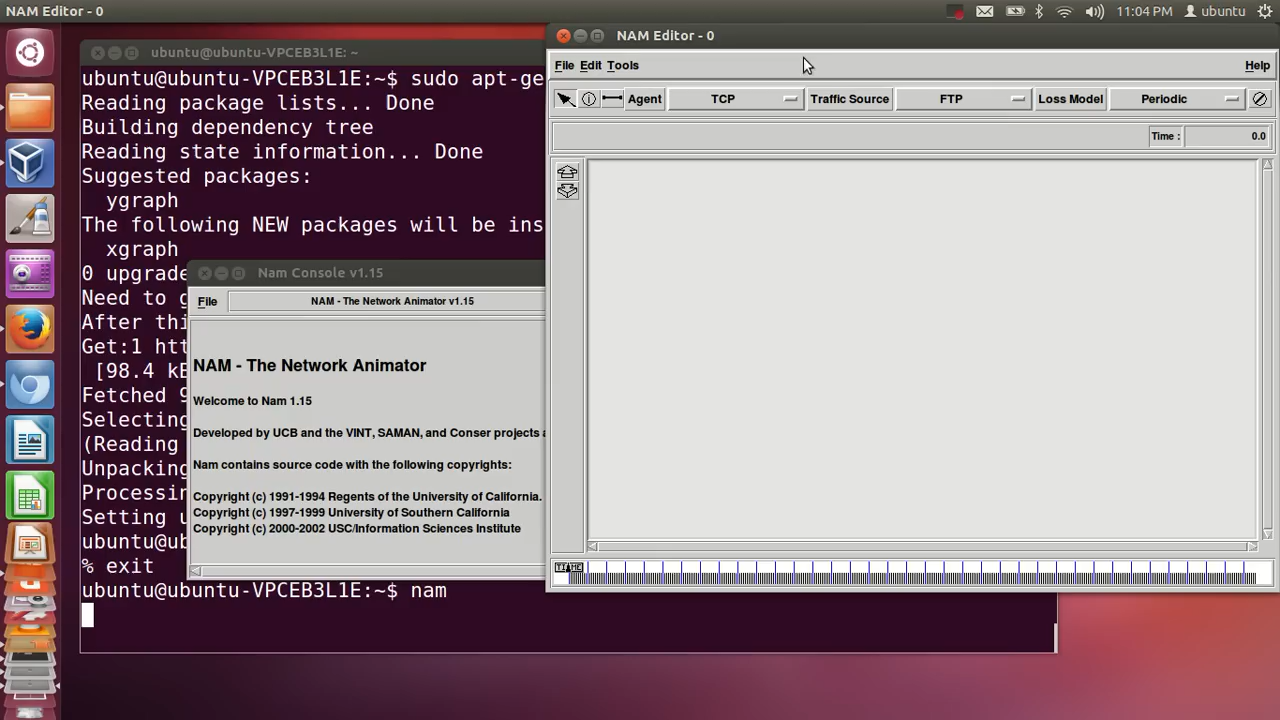 NAM Editor - 0
11:04 PM
ubuntu
ubuntu@ubuntu-VPCEB3L1E: ~
ubuntu@ubuntu-VPCEB3L1E:~$ sudo apt-ge
Reading package lists... Done
Building dependency tree
Reading state information... Done
Suggested packages:
ygraph
The following NEW packages will be ins
xgraph
0 upgrade
Need to g
After thi
Get:1 htt
[98.4 kB
Fetched 9
Selecting
(Reading
Unpacking
Processin
Setting u
ubuntu@ub
% exit
ubuntu@ubuntu-VPCEB3L1E:~$ nam
Nam Console v1.15
File
NAM - The Network Animator v1.15
NAM - The Network Animator
Welcome to Nam 1.15
Developed by UCB and the VINT, SAMAN, and Conser projects a
Nam contains source code with the following copyrights:
Copyright (c) 1991-1994 Regents of the University of California.
Copyright (c) 1997-1999 University of Southern California
Copyright (c) 2000-2002 USC/Information Sciences Institute
NAM Editor - 0
File Edit Tools
Help
Agent TCP Traffic Source FTP Loss Model Periodic
Time : 0.0